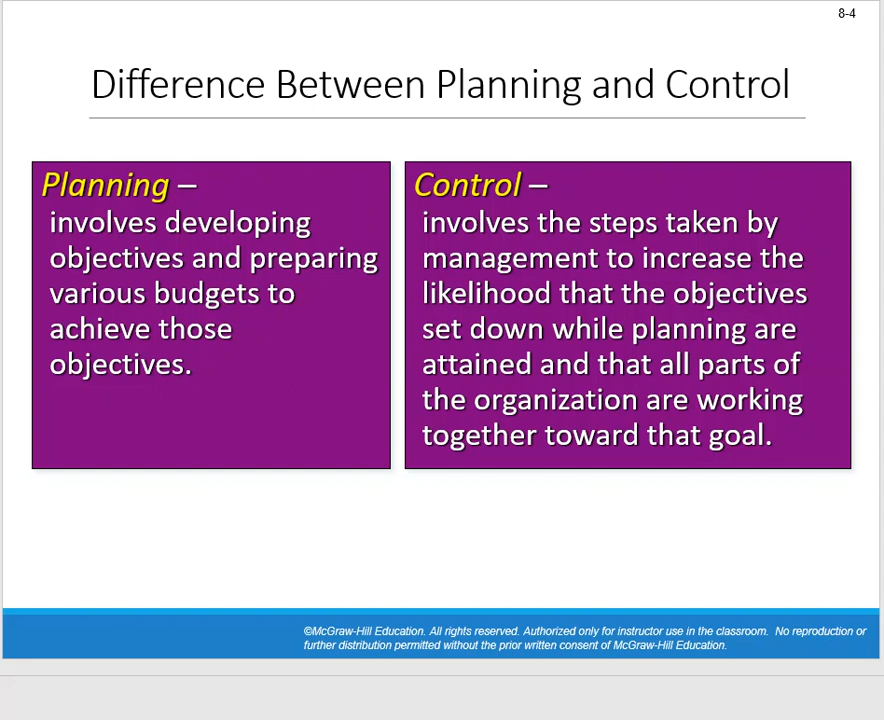 8-4
Difference Between Planning and Control
Planning –
involves developing
objectives and preparing
various budgets to
achieve those
objectives.
Control –
involves the steps taken by
management to increase the
likelihood that the objectives
set down while planning are
attained and that all parts of
the organization are working
together toward that goal.
©McGraw-Hill Education. All rights reserved. Authorized only for instructor use in the classroom. No reproduction or
further distribution permitted without the prior written consent of McGraw-Hill Education.